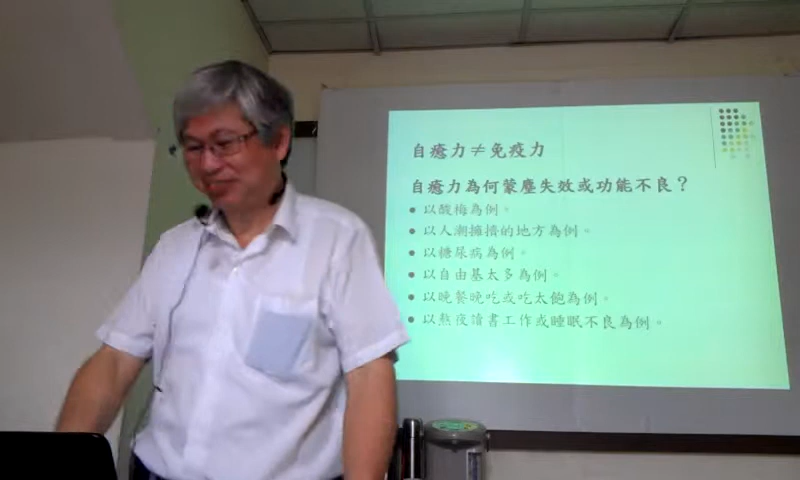 自癒力≠免疫力
自癒力為何蒙塵失效或功能不良？
● 以酸梅為例。
● 以人潮擁擠的地方為例。
● 以糖尿病為例。
● 以自由基太多為例。
● 以晚餐晚吃或吃太飽為例。
● 以熬夜讀書工作或睡眠不良為例。